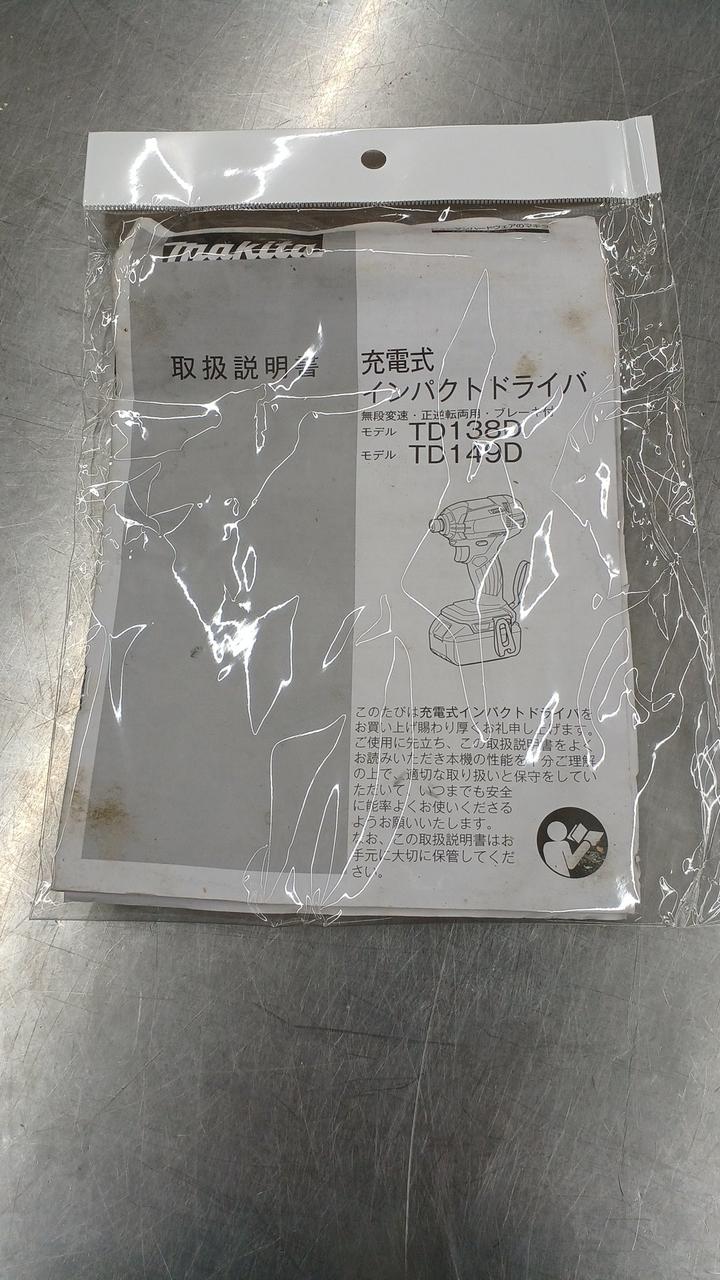 makita
取扱説明書
充電式
インパクトドライバ
無段変速・正逆転両用・ブレーキ付
モデル TD138D
モデル TD149D
このたびは充電式インパクトドライバを
お買い上げ賜わり厚くお礼申し上げます。
ご使用に先立ち、この取扱説明書をよく
お読みいただき本機の性能を十分ご理解
の上で、適切な取り扱いと保守をしてい
ただいて、いつまでも安全
に能率よくお使いくださる
ようお願いいたします。
なお、この取扱説明書はお
手元に大切に保管してくだ
さい。